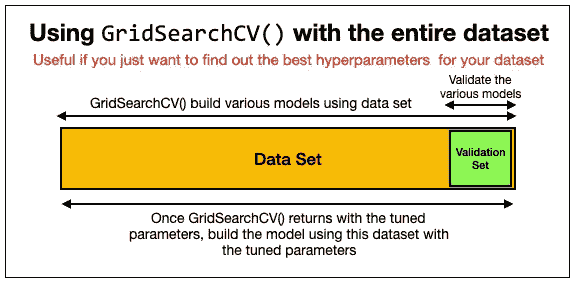 Using GridSearchCV() with the entire dataset
Useful if you just want to find out the best hyperparameters for your dataset
Validate the
various models
GridSearchCV() build various models using data set
Data Set
Validation
Set
Once GridSearchCV() returns with the tuned
parameters, build the model using this dataset with
the tuned parameters